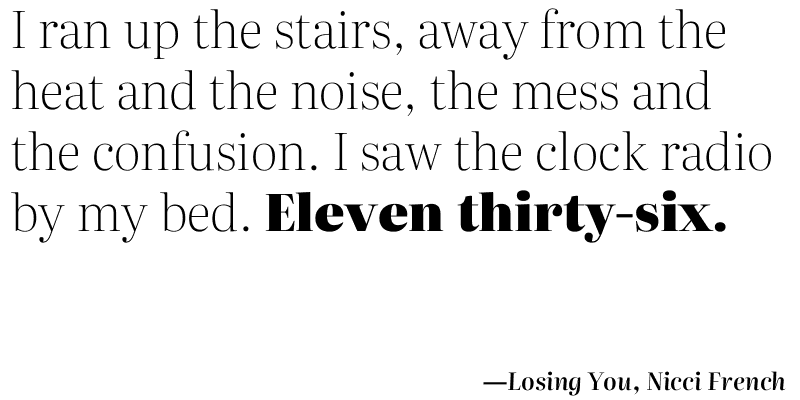 I ran up the stairs, away from the
heat and the noise, the mess and
the confusion. I saw the clock radio
by my bed. Eleven thirty-six.
—Losing You, Nicci French